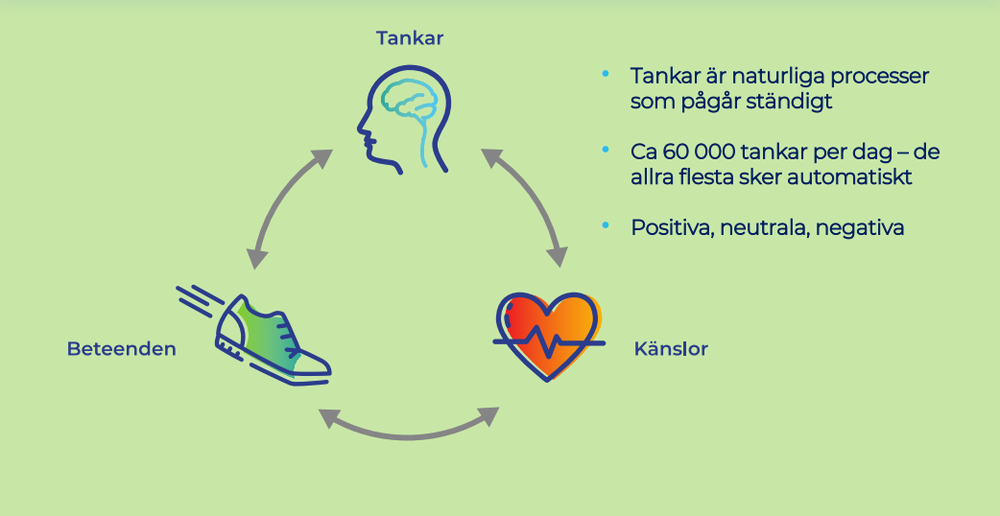 Tankar
• Tankar är naturliga processer
som pågår ständigt
• Ca 60 000 tankar per dag – de
allra flesta sker automatiskt
• Positiva, neutrala, negativa
Beteenden
Känslor